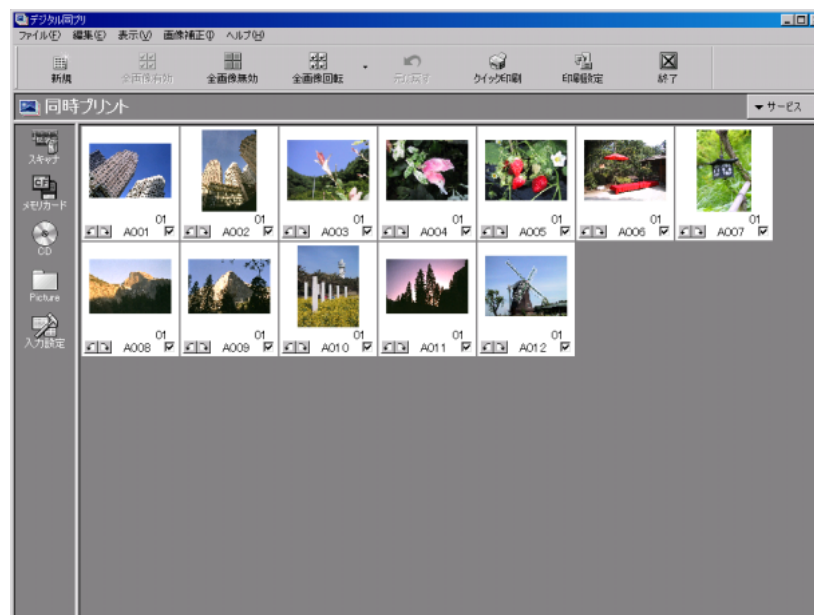 デジタル同プリ
ファイル(F) 編集(E) 表示(V) 画像補正(I) ヘルプ(H)
新規 全画像有効 全画像無効 全画像回転 元に戻す クイック印刷 印刷設定 終了
同時プリント
サービス
スキャナ
メモリカード
CD
Picture
入力設定
01 01 01 01 01 01 01
A001 A002 A003 A004 A005 A006 A007
01 01 01 01 01
A008 A009 A010 A011 A012